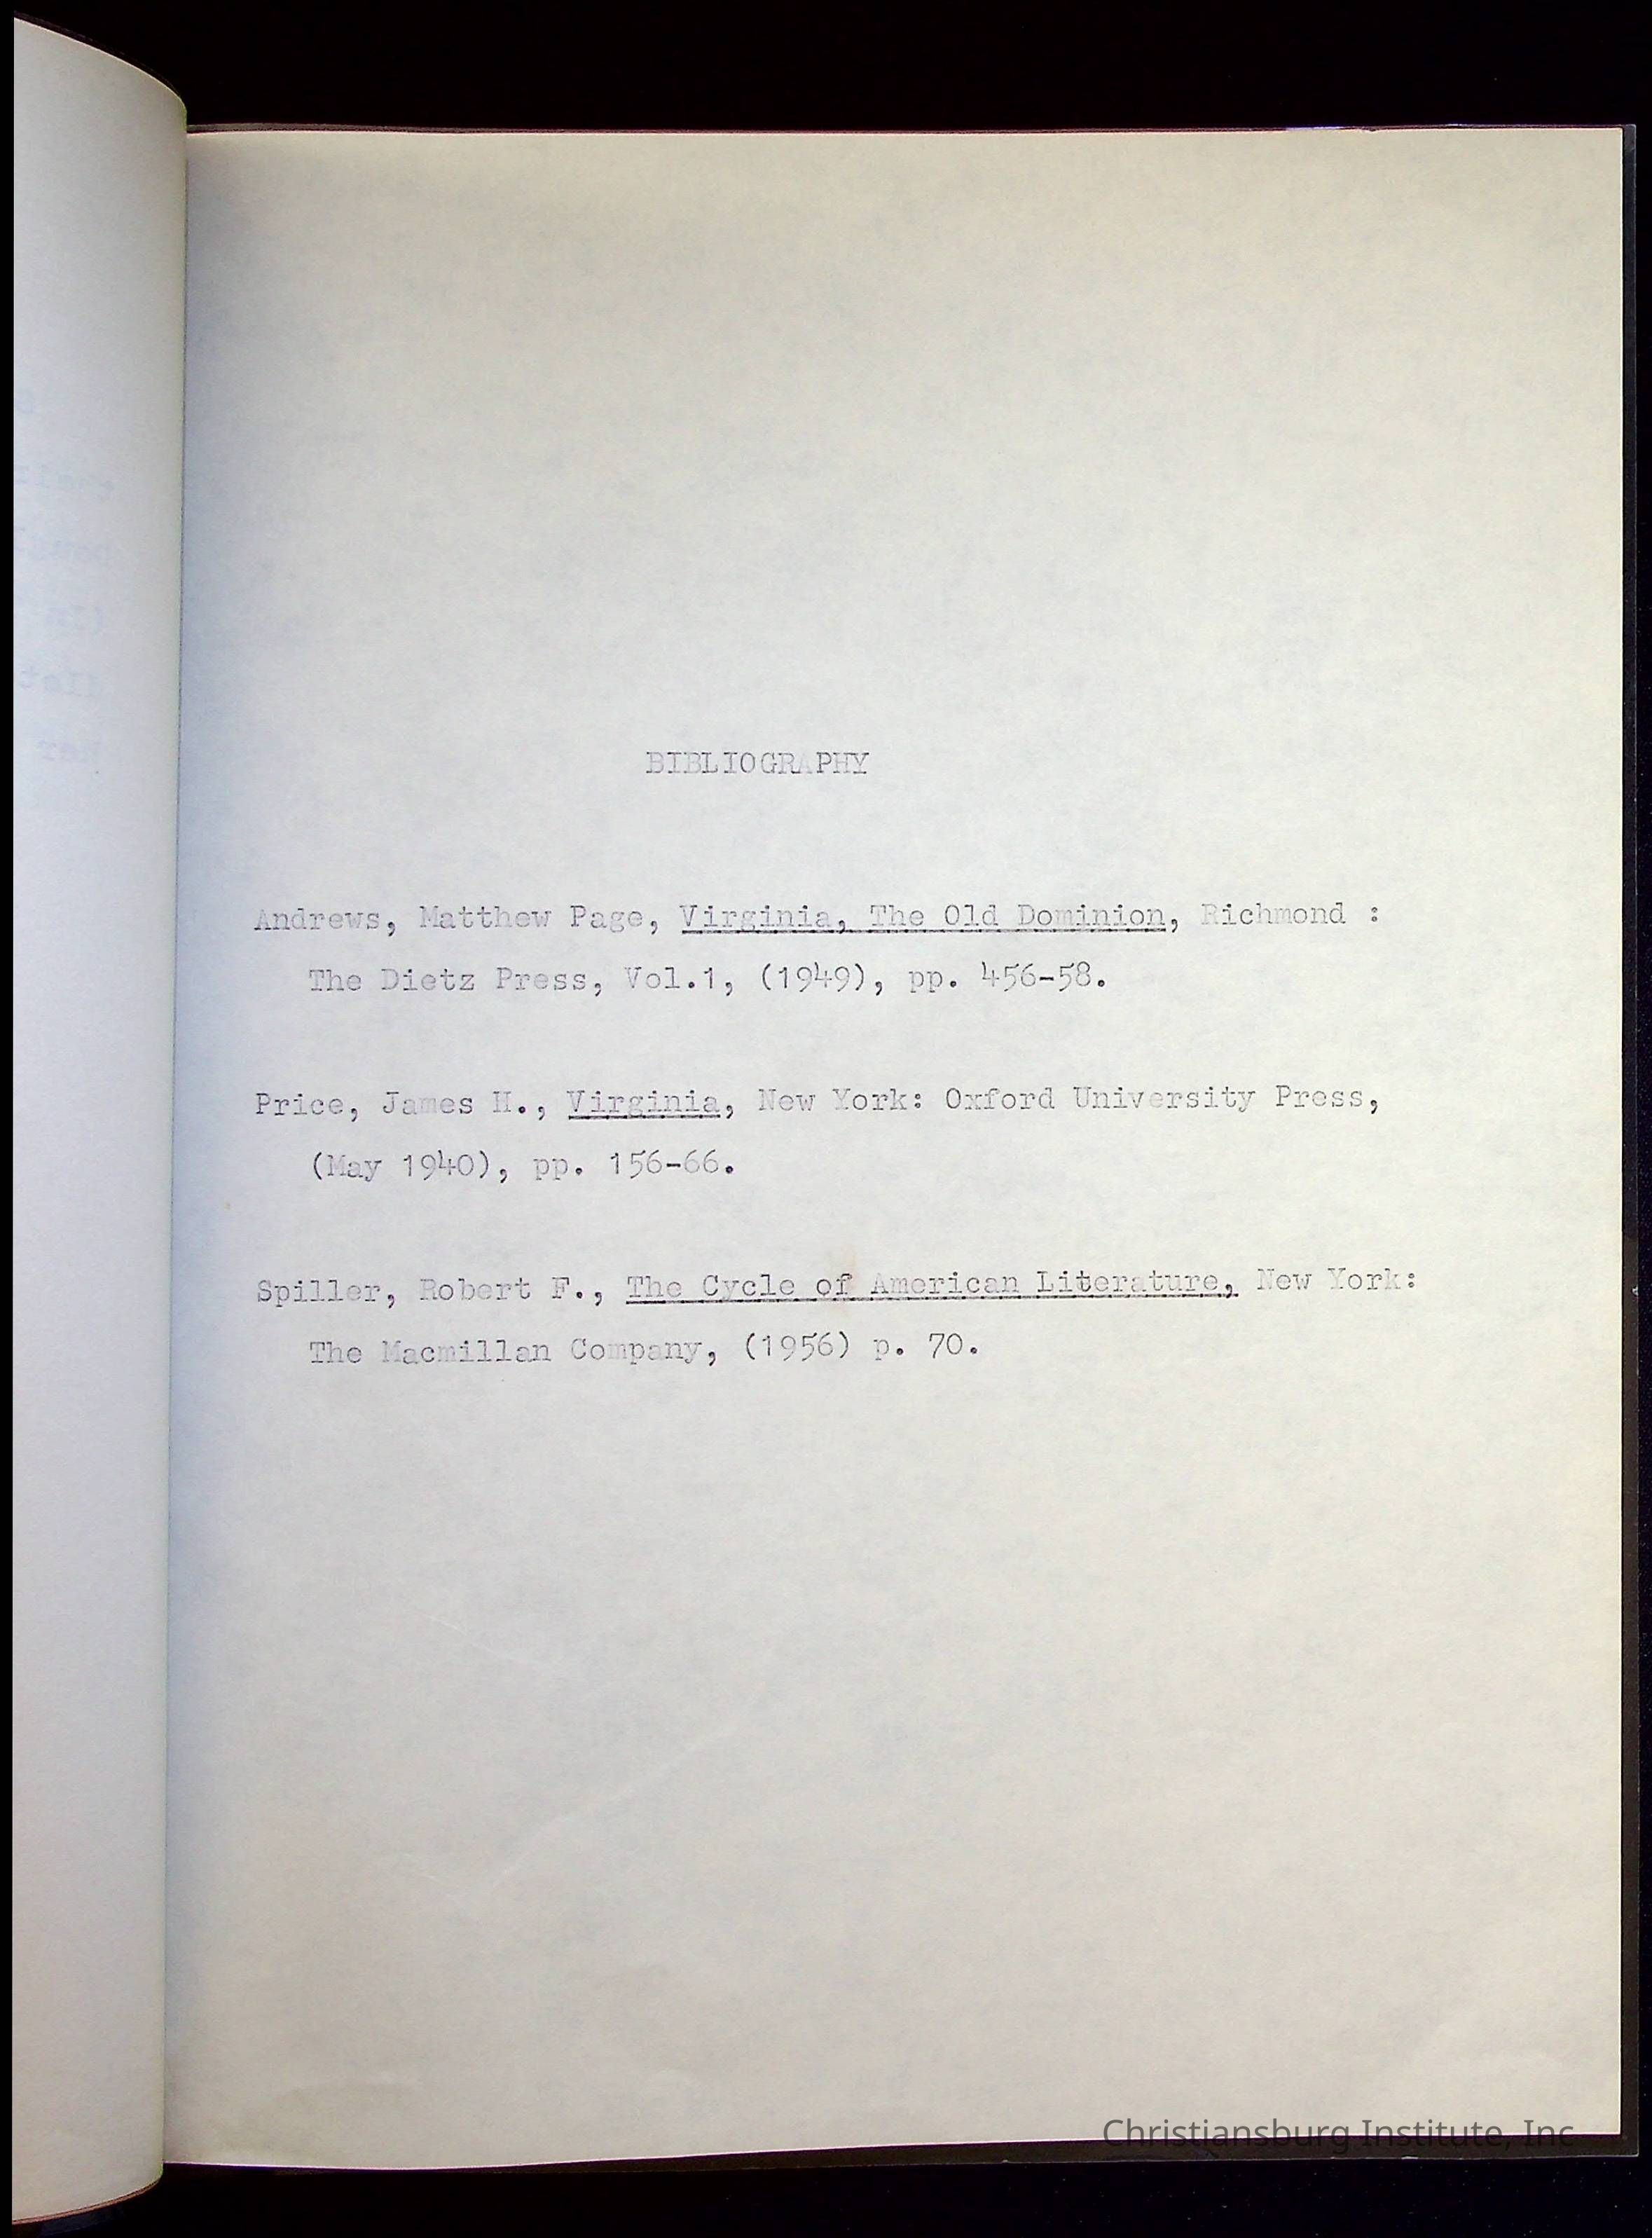 BIBLIOGRAPHY
Andrews, Matthew Page, Virginia, The Old Dominion, Richmond :
The Dietz Press, Vol.1, (1949), pp. 456-58.
Price, James H., Virginia, New York: Oxford University Press,
(May 1940), pp. 156-66.
Spiller, Robert F., The Cycle of American Literature, New York:
The Macmillan Company, (1956) p. 70.
Christiansburg Institute, Inc